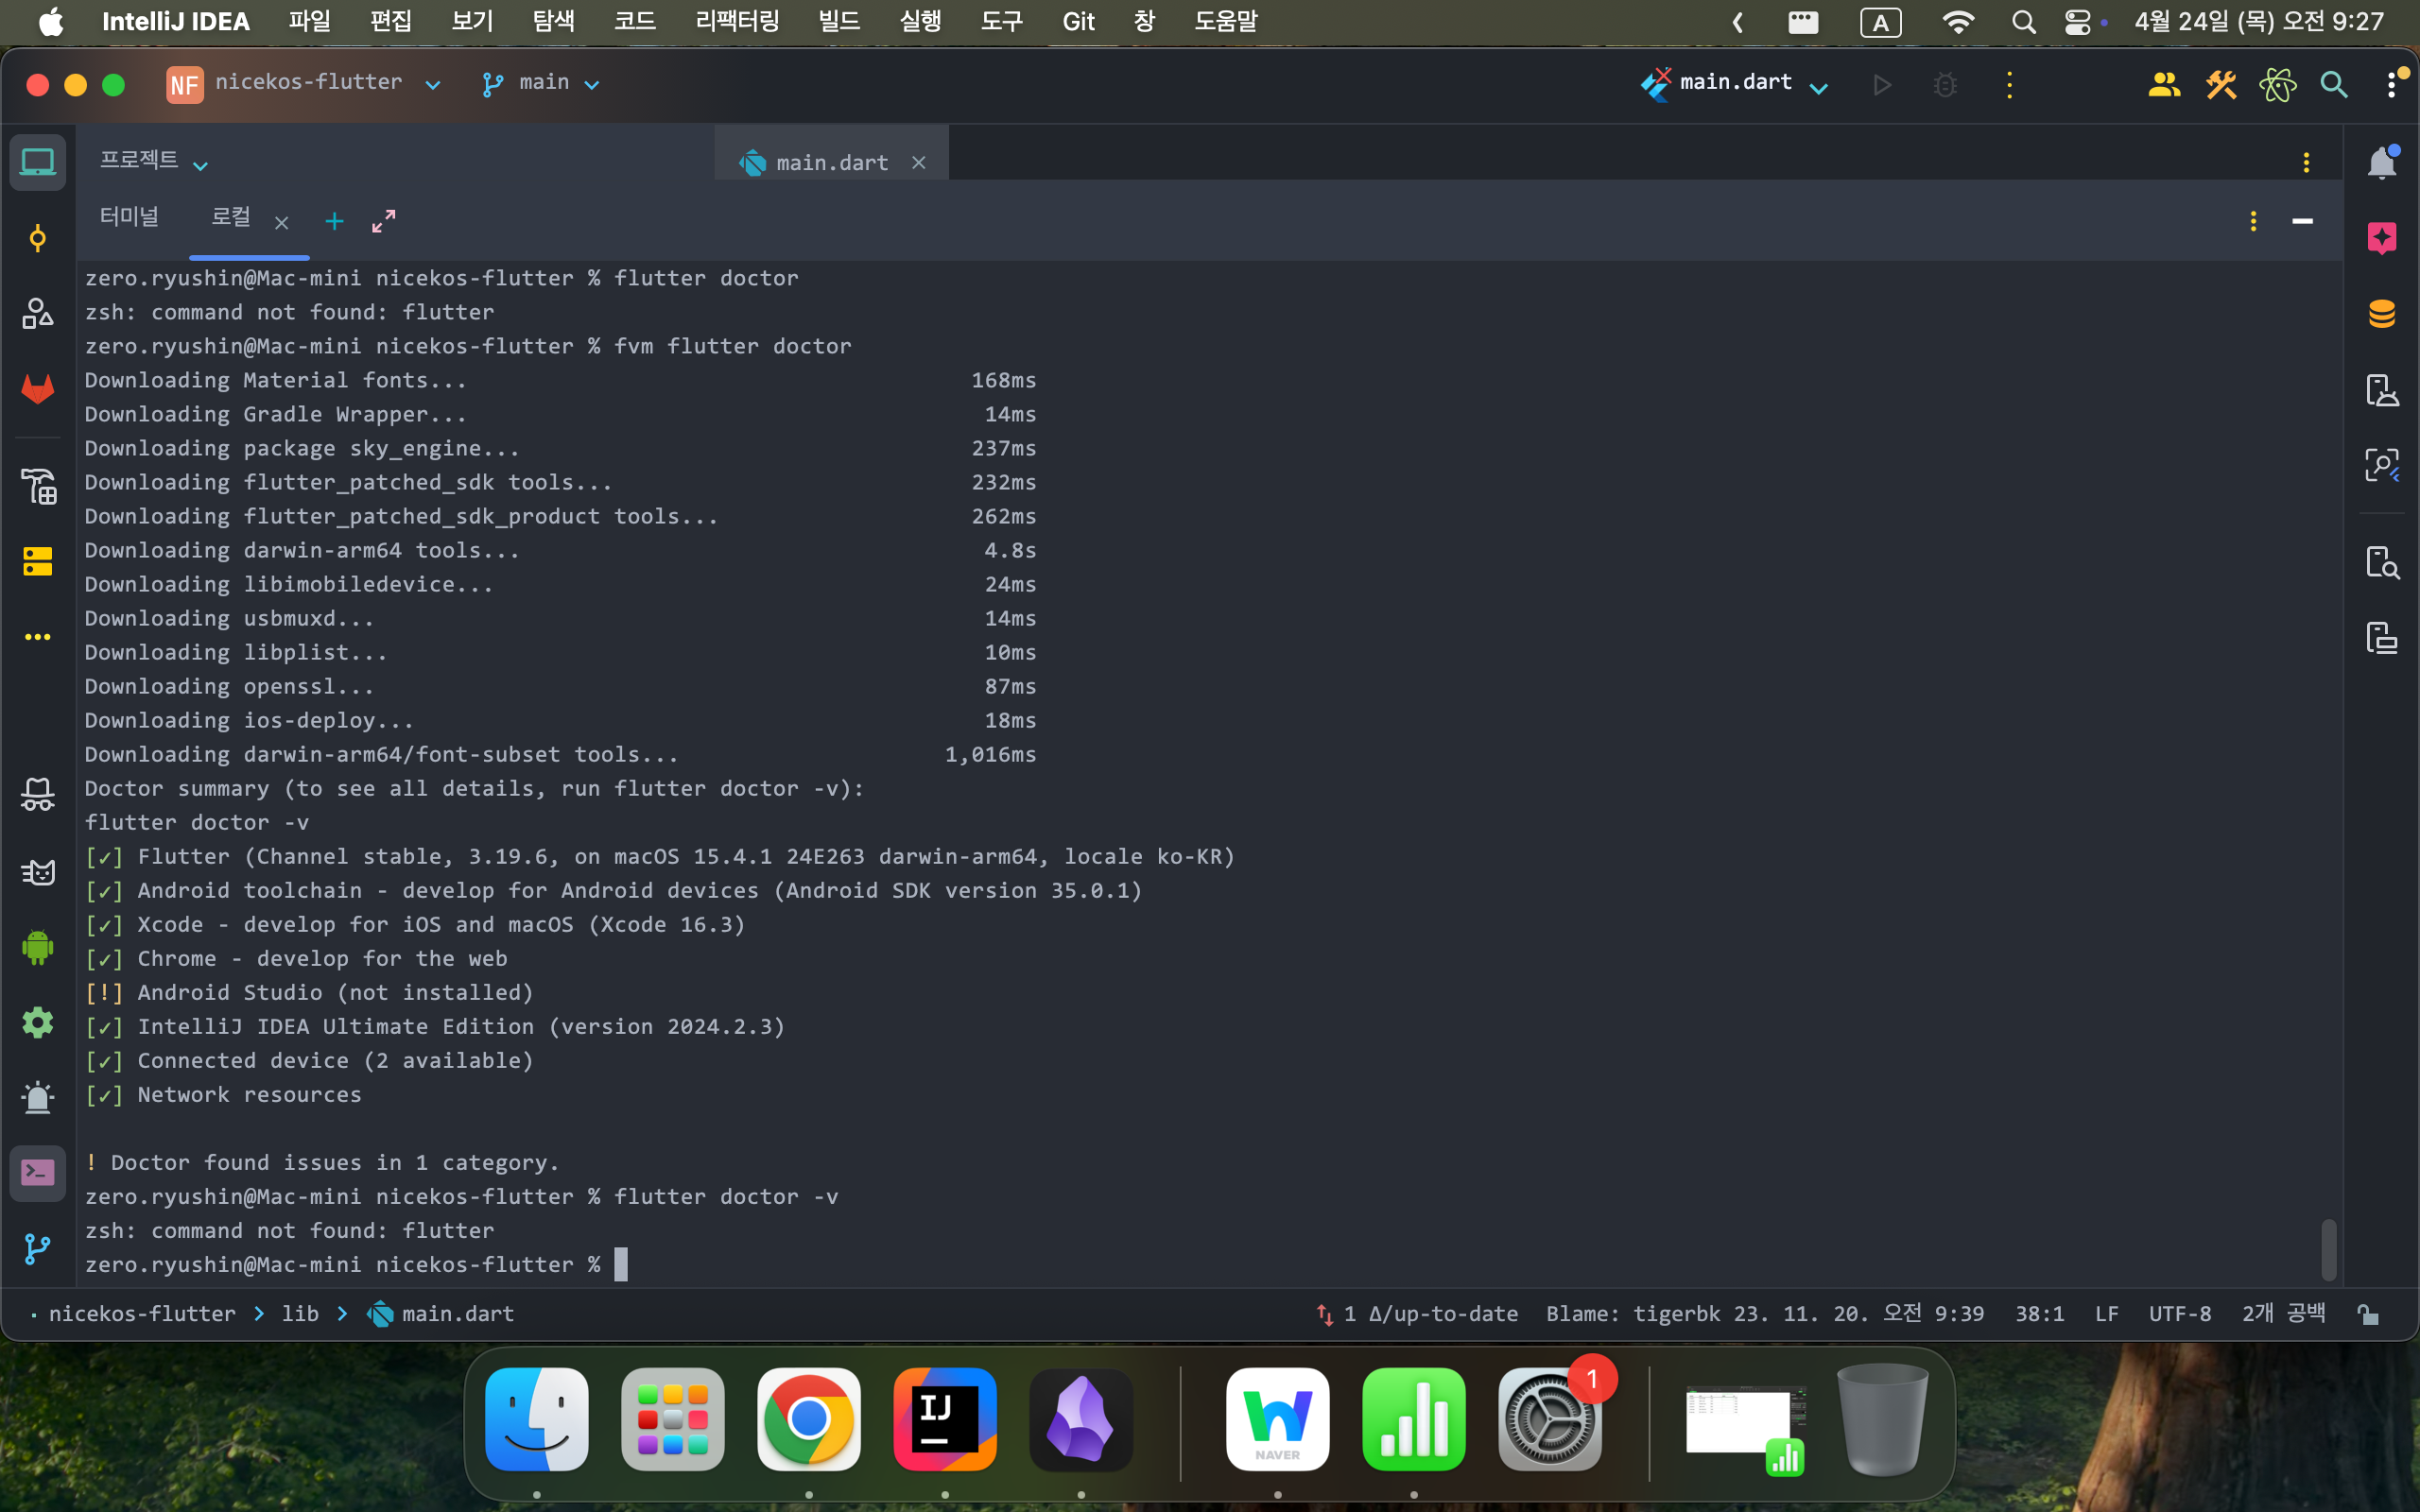 IntelliJ IDEA 파일 편집 보기 탐색 코드 리팩터링 빌드 실행 도구 Git 창 도움말 A 4월 24일 (목) 오전 9:27
NF nicekos-flutter main main.dart
프로젝트 main.dart
터미널 로컬
zero.ryushin@Mac-mini nicekos-flutter % flutter doctor
zsh: command not found: flutter
zero.ryushin@Mac-mini nicekos-flutter % fvm flutter doctor
Downloading Material fonts... 168ms
Downloading Gradle Wrapper... 14ms
Downloading package sky_engine... 237ms
Downloading flutter_patched_sdk tools... 232ms
Downloading flutter_patched_sdk_product tools... 262ms
Downloading darwin-arm64 tools... 4.8s
Downloading libimobiledevice... 24ms
Downloading usbmuxd... 14ms
Downloading libplist... 10ms
Downloading openssl... 87ms
Downloading ios-deploy... 18ms
Downloading darwin-arm64/font-subset tools... 1,016ms
Doctor summary (to see all details, run flutter doctor -v):
flutter doctor -v
[✓] Flutter (Channel stable, 3.19.6, on macOS 15.4.1 24E263 darwin-arm64, locale ko-KR)
[✓] Android toolchain - develop for Android devices (Android SDK version 35.0.1)
[✓] Xcode - develop for iOS and macOS (Xcode 16.3)
[✓] Chrome - develop for the web
[!] Android Studio (not installed)
[✓] IntelliJ IDEA Ultimate Edition (version 2024.2.3)
[✓] Connected device (2 available)
[✓] Network resources
! Doctor found issues in 1 category.
zero.ryushin@Mac-mini nicekos-flutter % flutter doctor -v
zsh: command not found: flutter
zero.ryushin@Mac-mini nicekos-flutter %
nicekos-flutter > lib > main.dart 1 Δ/up-to-date Blame: tigerbk 23. 11. 20. 오전 9:39 38:1 LF UTF-8 2개 공백
IJ NAVER 1